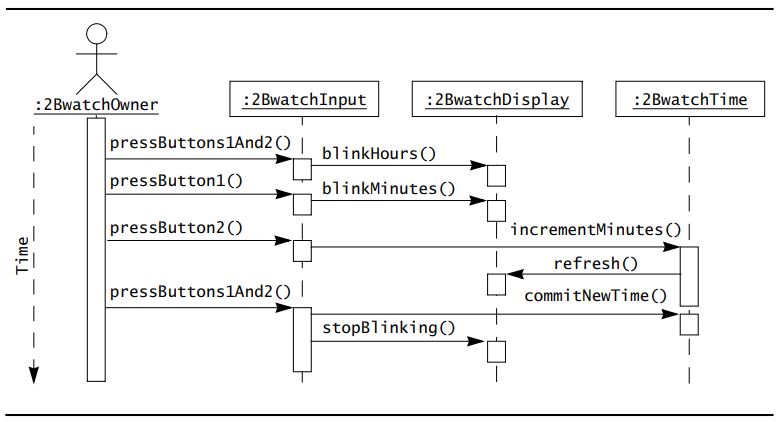 :2BwatchOwner
:2BwatchInput
:2BwatchDisplay
:2BwatchTime
pressButtons1And2()
blinkHours()
pressButton1()
blinkMinutes()
pressButton2()
incrementMinutes()
Time
refresh()
pressButtons1And2()
commitNewTime()
stopBlinking()